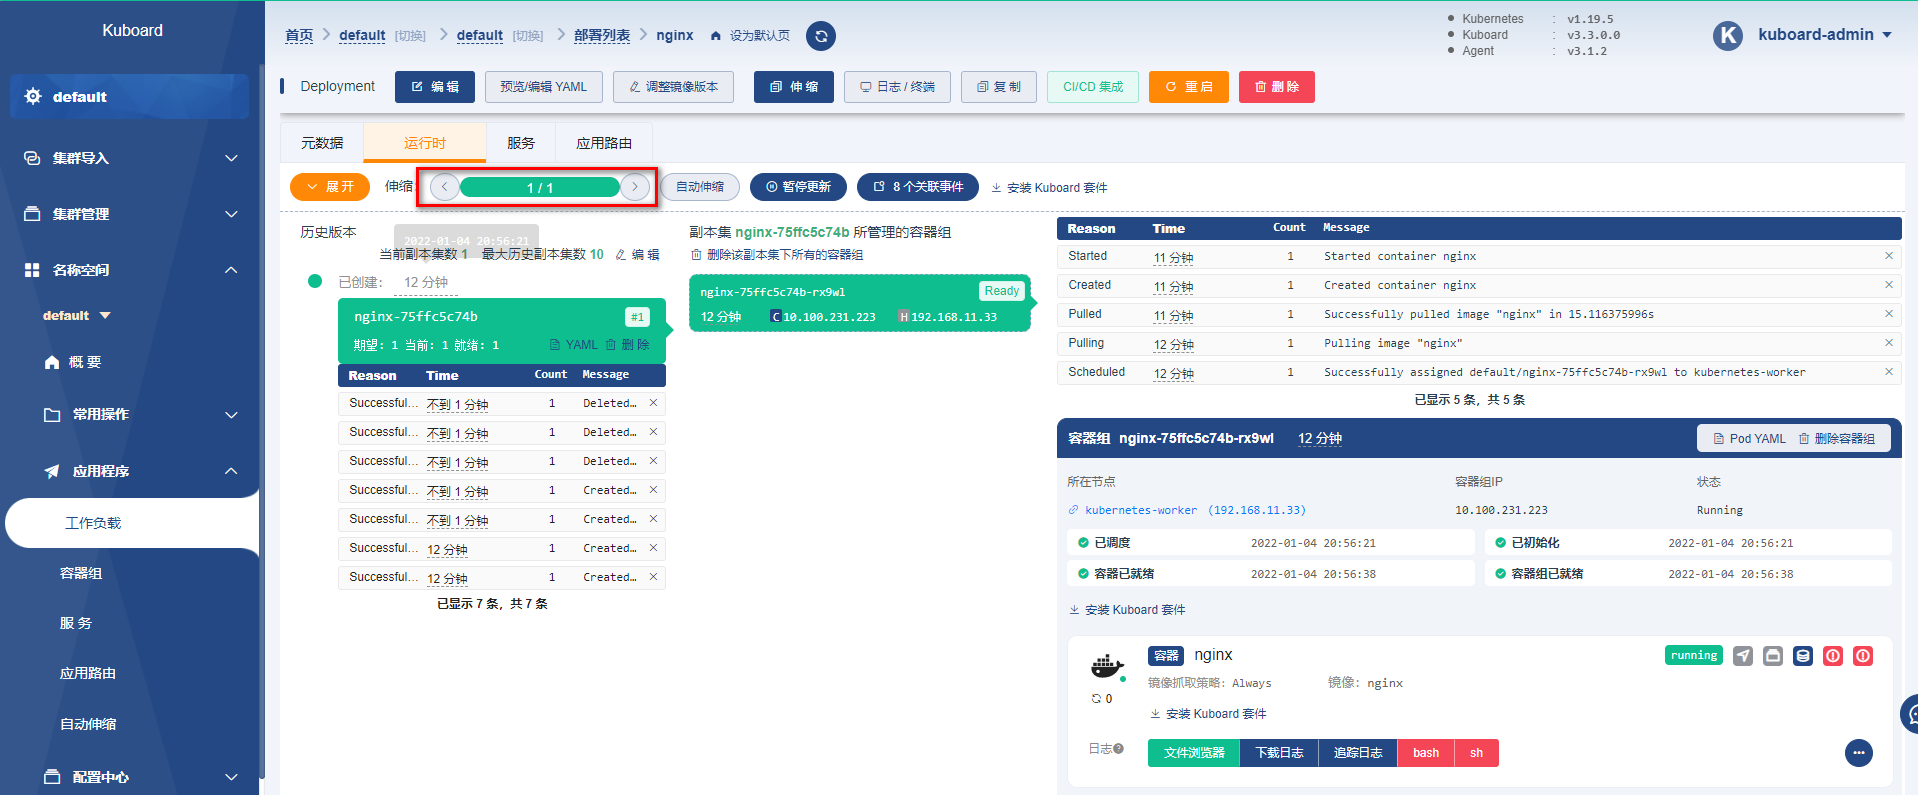 Kuboard
default
集群导入
集群管理
名称空间
default
概 要
常用操作
应用程序
工作负载
容器组
服 务
应用路由
自动伸缩
配置中心
首页 default [切换] default [切换] 部署列表 nginx 设为默认页
Kubernetes : v1.19.5
Kuboard : v3.3.0.0
Agent : v3.1.2
K kuboard-admin
Deployment 编 辑 预览/编辑 YAML 调整镜像版本 伸 缩 日志 / 终端 复 制 CI/CD 集成 重 启 删 除
元数据 运行时 服务 应用路由
展 开 伸缩: 1 / 1 自动伸缩 暂停更新 8 个关联事件 安装 Kuboard 套件
历史版本
2022-01-04 20:56:21
当前副本集数 1 最大历史副本集数 10 编 辑
已创建: 12 分钟
nginx-75ffc5c74b #1
期望: 1 当前: 1 就绪: 1 YAML 删 除
Reason Time Count Message
Successful... 不到 1 分钟 1 Deleted…
Successful... 不到 1 分钟 1 Deleted…
Successful... 不到 1 分钟 1 Deleted…
Successful... 不到 1 分钟 1 Created…
Successful... 不到 1 分钟 1 Created…
Successful... 12 分钟 1 Created…
Successful... 12 分钟 1 Created…
已显示 7 条，共 7 条
副本集 nginx-75ffc5c74b 所管理的容器组
删除该副本集下所有的容器组
nginx-75ffc5c74b-rx9wl Ready
12 分钟 C 10.100.231.223 H 192.168.11.33
Reason Time Count Message
Started 11 分钟 1 Started container nginx
Created 11 分钟 1 Created container nginx
Pulled 11 分钟 1 Successfully pulled image "nginx" in 15.116375996s
Pulling 12 分钟 1 Pulling image "nginx"
Scheduled 12 分钟 1 Successfully assigned default/nginx-75ffc5c74b-rx9wl to kubernetes-worker
已显示 5 条，共 5 条
容器组 nginx-75ffc5c74b-rx9wl 12 分钟 Pod YAML 删除容器组
所在节点 容器组IP 状态
kubernetes-worker (192.168.11.33) 10.100.231.223 Running
已调度 2022-01-04 20:56:21 已初始化 2022-01-04 20:56:21
容器已就绪 2022-01-04 20:56:38 容器组已就绪 2022-01-04 20:56:38
安装 Kuboard 套件
容器 nginx running
镜像抓取策略: Always 镜像: nginx
0
安装 Kuboard 套件
日志 文件浏览器 下载日志 追踪日志 bash sh